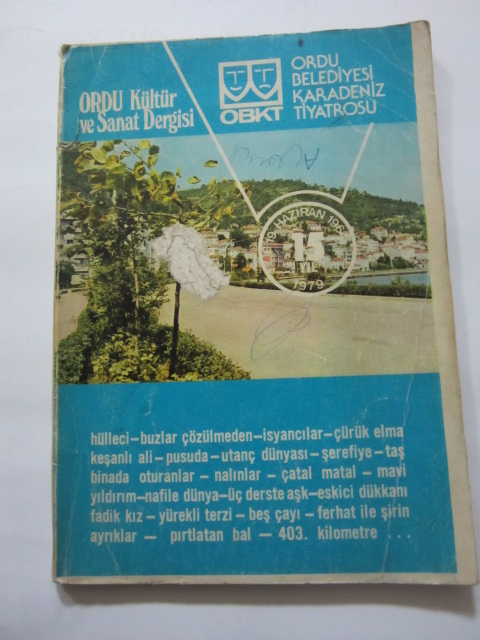 ORDU Kültür
ve Sanat Dergisi
OBKT
ORDU
BELEDİYESİ
KARADENİZ
TİYATROSU
19 HAZİRAN 196
15
YIL
1979
hülleci–buzlar çözülmeden–isyancılar–çürük elma
keşanlı ali – pusuda – utanç dünyası – şerefiye – taş
binada oturanlar – nalınlar – çatal matal – mavi
yıldırım – nafile dünya – üç derste aşk – eskici dükkanı
fadik kız – yürekli terzi – beş çayı – ferhat ile şirin
ayrıklar — pırtlatan bal — 403. kilometre ...